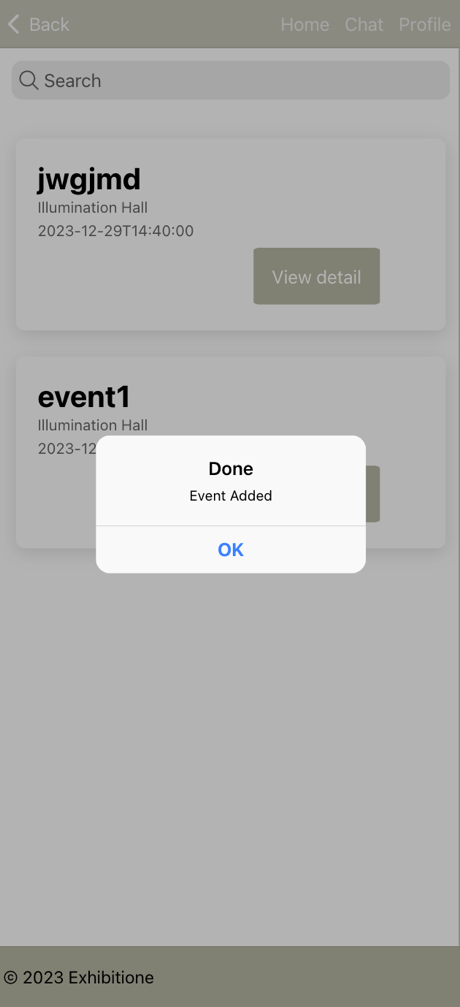 Back Home Chat Profile
Search
jwgjmd
Illumination Hall
2023-12-29T14:40:00
View detail
event1
Illumination Hall
2023-12
Done
Event Added
OK
© 2023 Exhibitione